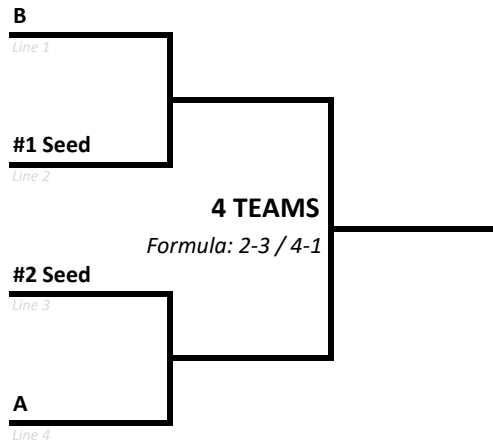 B
Line 1
#1 Seed
Line 2
4 TEAMS
Formula: 2-3 / 4-1
#2 Seed
Line 3
A
Line 4